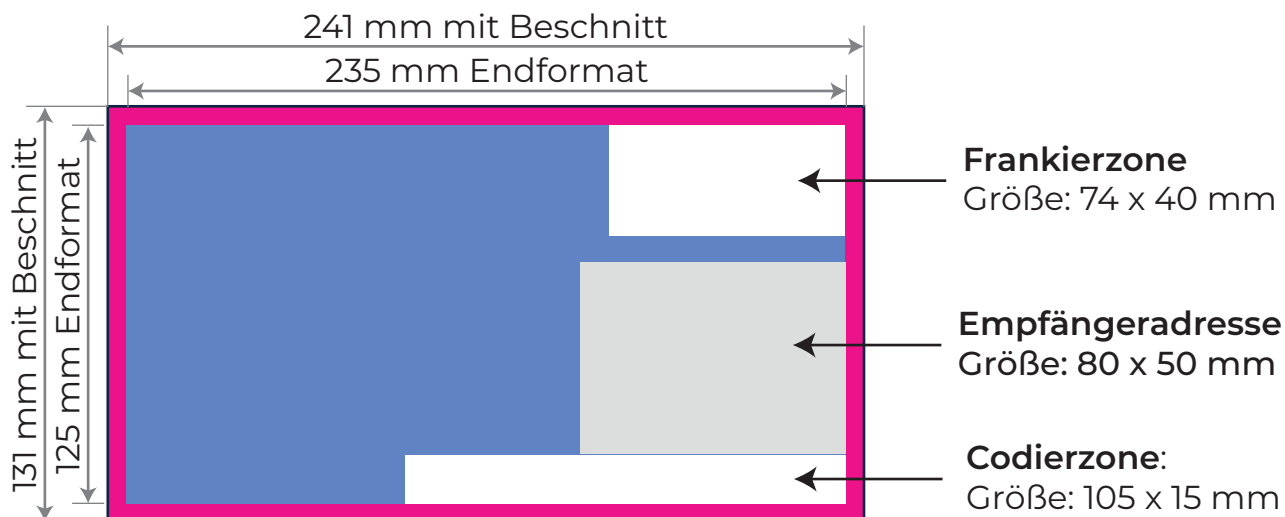 241 mm mit Beschnitt
235 mm Endformat
131 mm mit Beschnitt
125 mm Endformat
Frankierzone
Größe: 74 x 40 mm
Empfängeradresse
Größe: 80 x 50 mm
Codierzone:
Größe: 105 x 15 mm